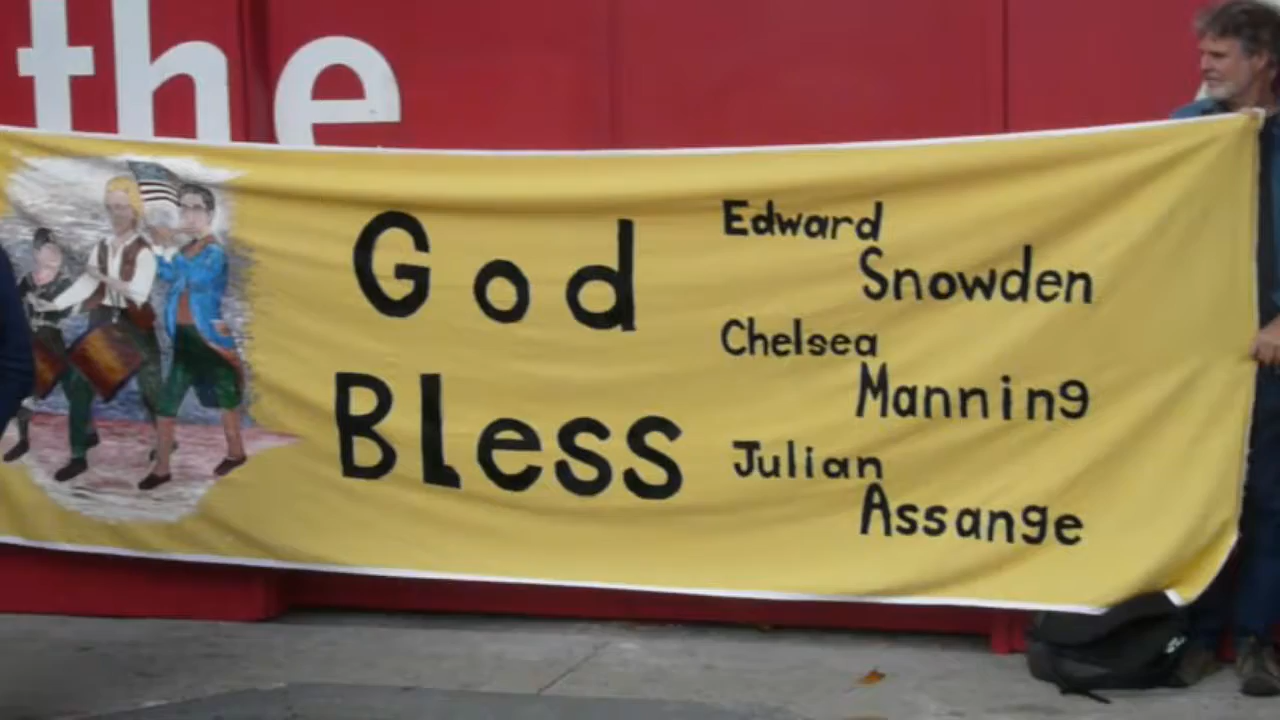 the
God
Bless
Edward
Snowden
Chelsea
Manning
Julian
Assange